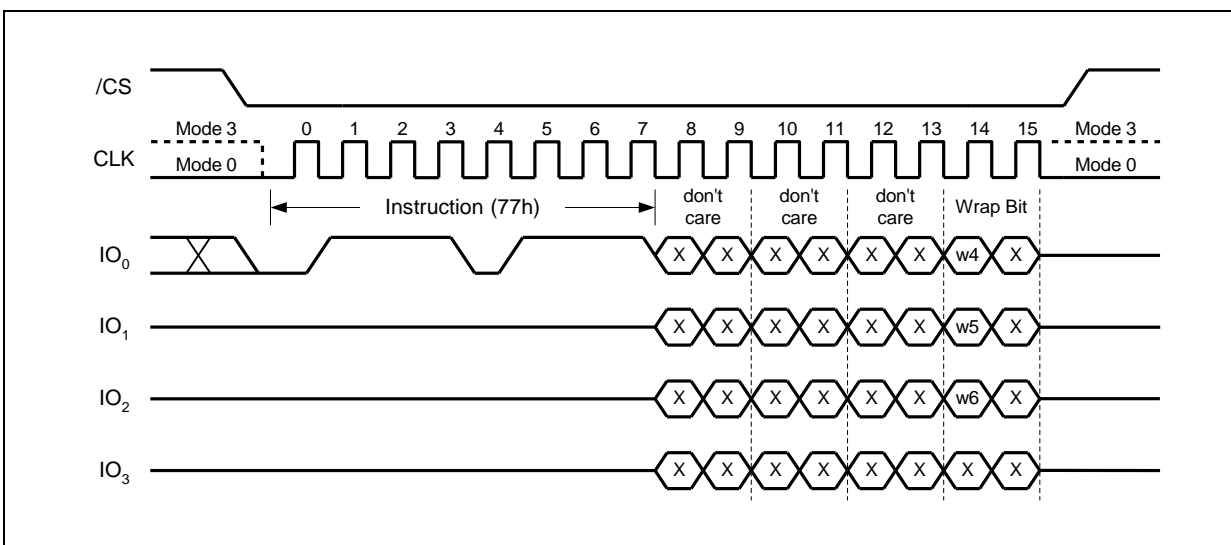 /CS
Mode 3 0 1 2 3 4 5 6 7 8 9 10 11 12 13 14 15 Mode 3
CLK Mode 0 Mode 0
Instruction (77h) don't care don't care don't care Wrap Bit
IO0 X X X X X X w4 X
IO1 X X X X X X w5 X
IO2 X X X X X X w6 X
IO3 X X X X X X X X